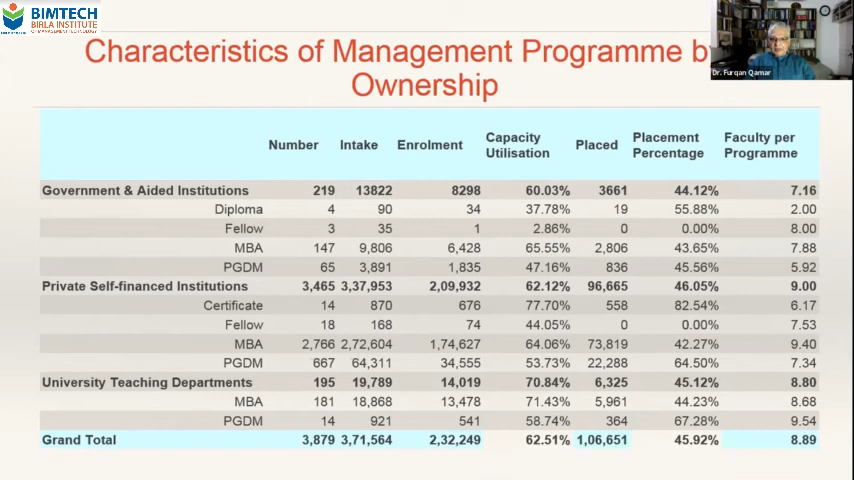 BIMTECH
BIRLA INSTITUTE
OF MANAGEMENT TECHNOLOGY
Characteristics of Management Programme b
Ownership
Dr. Furqan Qamar
Number Intake Enrolment Capacity Utilisation Placed Placement Percentage Faculty per Programme
Government & Aided Institutions 219 13822 8298 60.03% 3661 44.12% 7.16
Diploma 4 90 34 37.78% 19 55.88% 2.00
Fellow 3 35 1 2.86% 0 0.00% 8.00
MBA 147 9,806 6,428 65.55% 2,806 43.65% 7.88
PGDM 65 3,891 1,835 47.16% 836 45.56% 5.92
Private Self-financed Institutions 3,465 3,37,953 2,09,932 62.12% 96,665 46.05% 9.00
Certificate 14 870 676 77.70% 558 82.54% 6.17
Fellow 18 168 74 44.05% 0 0.00% 7.53
MBA 2,766 2,72,604 1,74,627 64.06% 73,819 42.27% 9.40
PGDM 667 64,311 34,555 53.73% 22,288 64.50% 7.34
University Teaching Departments 195 19,789 14,019 70.84% 6,325 45.12% 8.80
MBA 181 18,868 13,478 71.43% 5,961 44.23% 8.68
PGDM 14 921 541 58.74% 364 67.28% 9.54
Grand Total 3,879 3,71,564 2,32,249 62.51% 1,06,651 45.92% 8.89